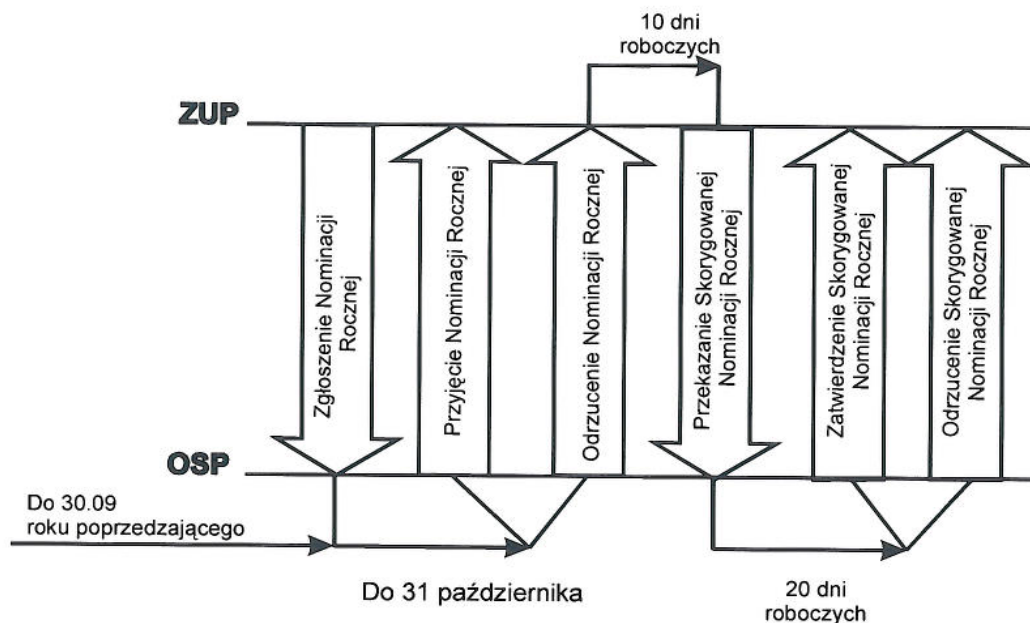 10 dni
roboczych
ZUP
Zgłoszenie Nominacji
Rocznej
Przyjęcie Nominacji Rocznej
Odrzucenie Nominacji Rocznej
Przekazanie Skorygowanej
Nominacji Rocznej
Zatwierdzenie Skorygowanej
Nominacji Rocznej
Odrzucenie Skorygowanej
Nominacji Rocznej
OSP
Do 30.09
roku poprzedzającego
Do 31 października
20 dni
roboczych